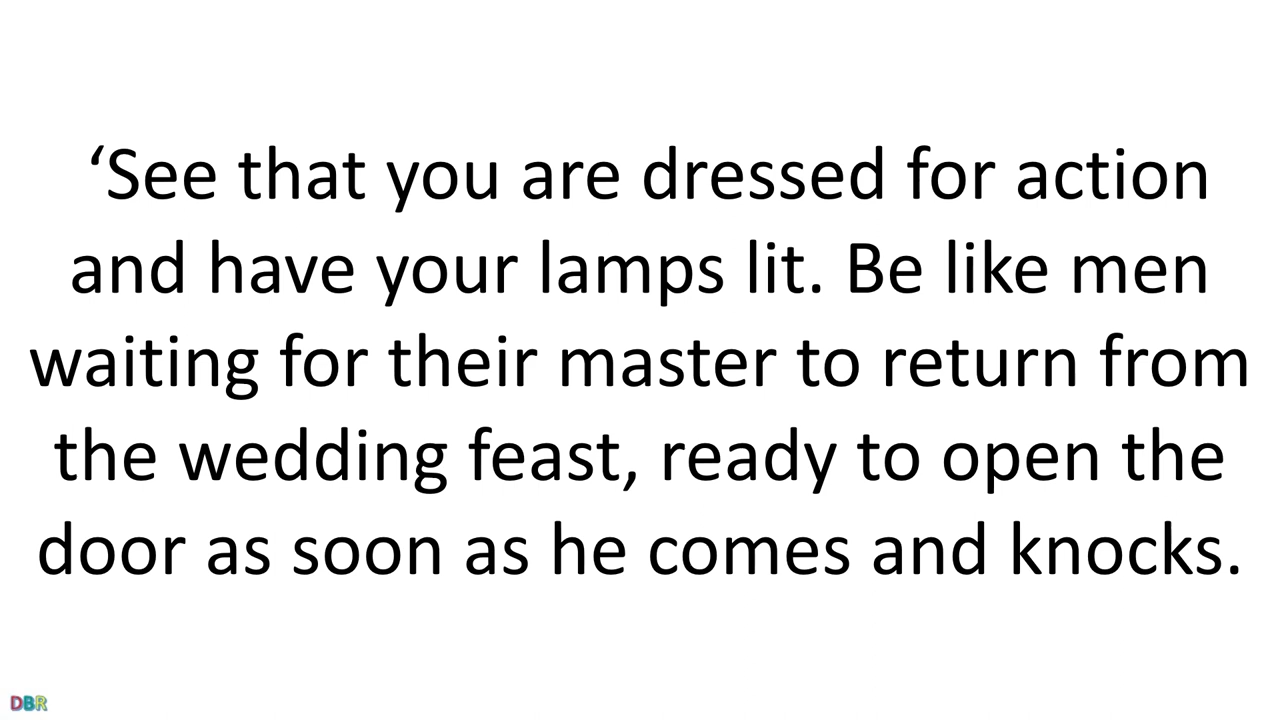 ‘See that you are dressed for action
and have your lamps lit. Be like men
waiting for their master to return from
the wedding feast, ready to open the
door as soon as he comes and knocks.
DBR